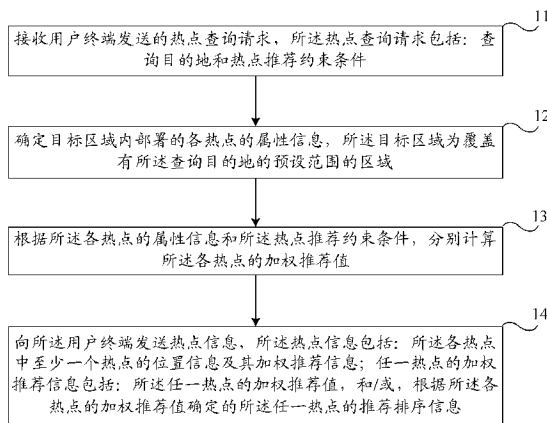 11
接收用户终端发送的热点查询请求，所述热点查询请求包括：查
询目的地和热点推荐约束条件
12
确定目标区域内部署的各热点的属性信息，所述目标区域为覆盖
有所述查询目的地的预设范围的区域
13
根据所述各热点的属性信息和所述热点推荐约束条件，分别计算
所述各热点的加权推荐值
14
向所述用户终端发送热点信息，所述热点信息包括：所述各热点
中至少一个热点的位置信息及其加权推荐信息；任一热点的加权
推荐信息包括：所述任一热点的加权推荐值，和/或，根据所述各
热点的加权推荐值确定的所述任一热点的推荐排序信息